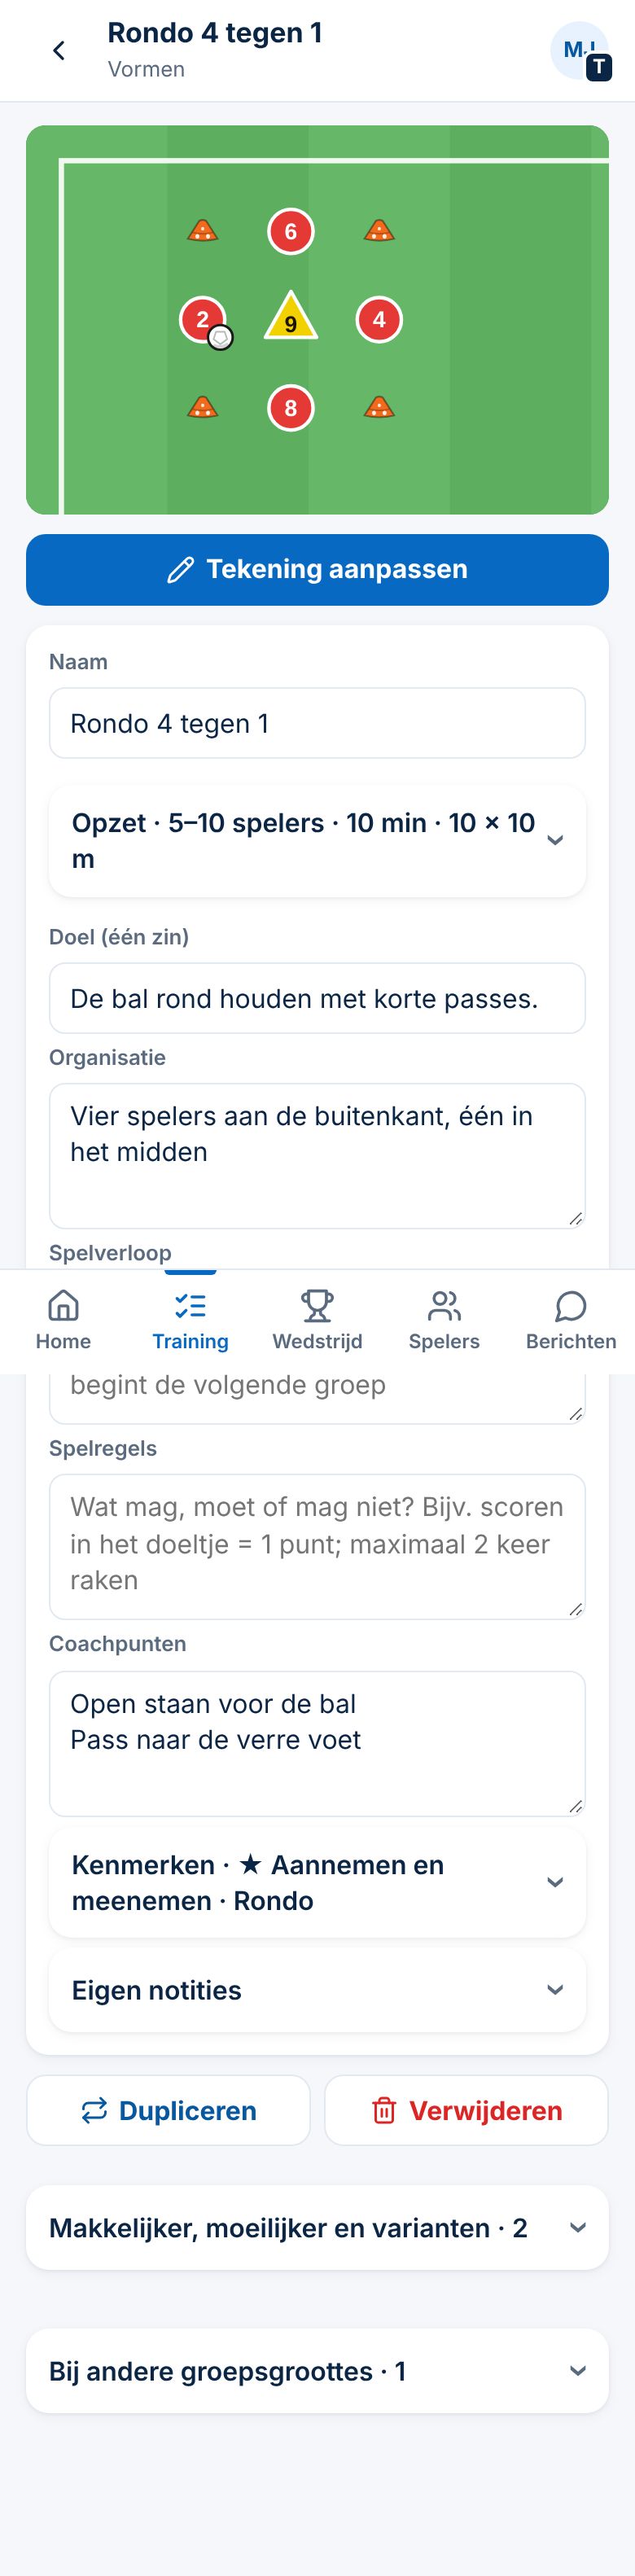 Rondo 4 tegen 1
Vormen
T
6
2
9
4
8
Tekening aanpassen
Naam
Rondo 4 tegen 1
Opzet · 5–10 spelers · 10 min · 10 × 10
m
Doel (één zin)
De bal rond houden met korte passes.
Organisatie
Vier spelers aan de buitenkant, één in
het midden
Spelverloop
Home
Training
Wedstrijd
Spelers
Berichten
begint de volgende groep
Spelregels
Wat mag, moet of mag niet? Bijv. scoren
in het doeltje = 1 punt; maximaal 2 keer
raken
Coachpunten
Open staan voor de bal
Pass naar de verre voet
Kenmerken · ★ Aannemen en
meenemen · Rondo
Eigen notities
Dupliceren
Verwijderen
Makkelijker, moeilijker en varianten · 2
Bij andere groepsgroottes · 1